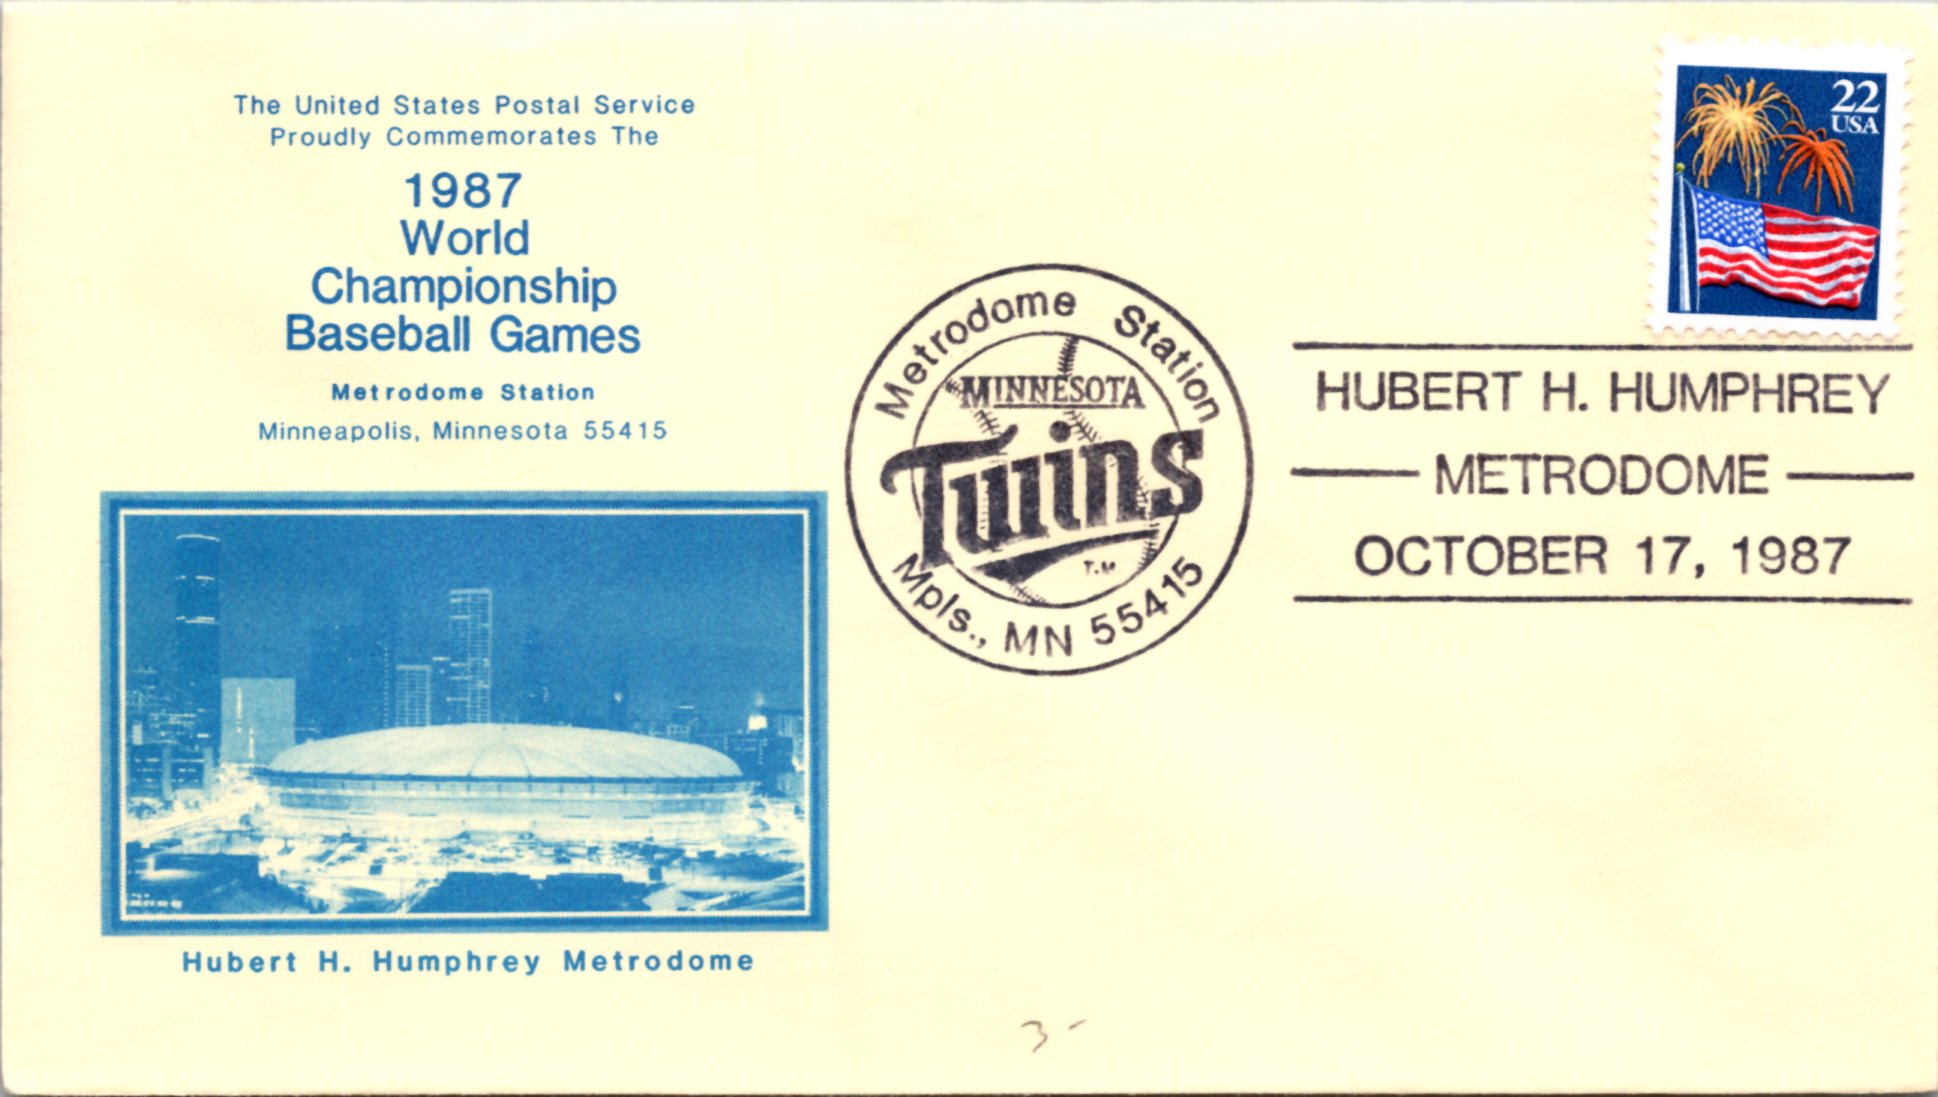 The United States Postal Service
Proudly Commemorates The
1987
World
Championship
Baseball Games
Metrodome Station
Minneapolis, Minnesota 55415
Hubert H. Humphrey Metrodome
Metrodome Station
MINNESOTA
Twins
T.M
Mpls., MN 55415
22
USA
HUBERT H. HUMPHREY
METRODOME
OCTOBER 17, 1987
3-